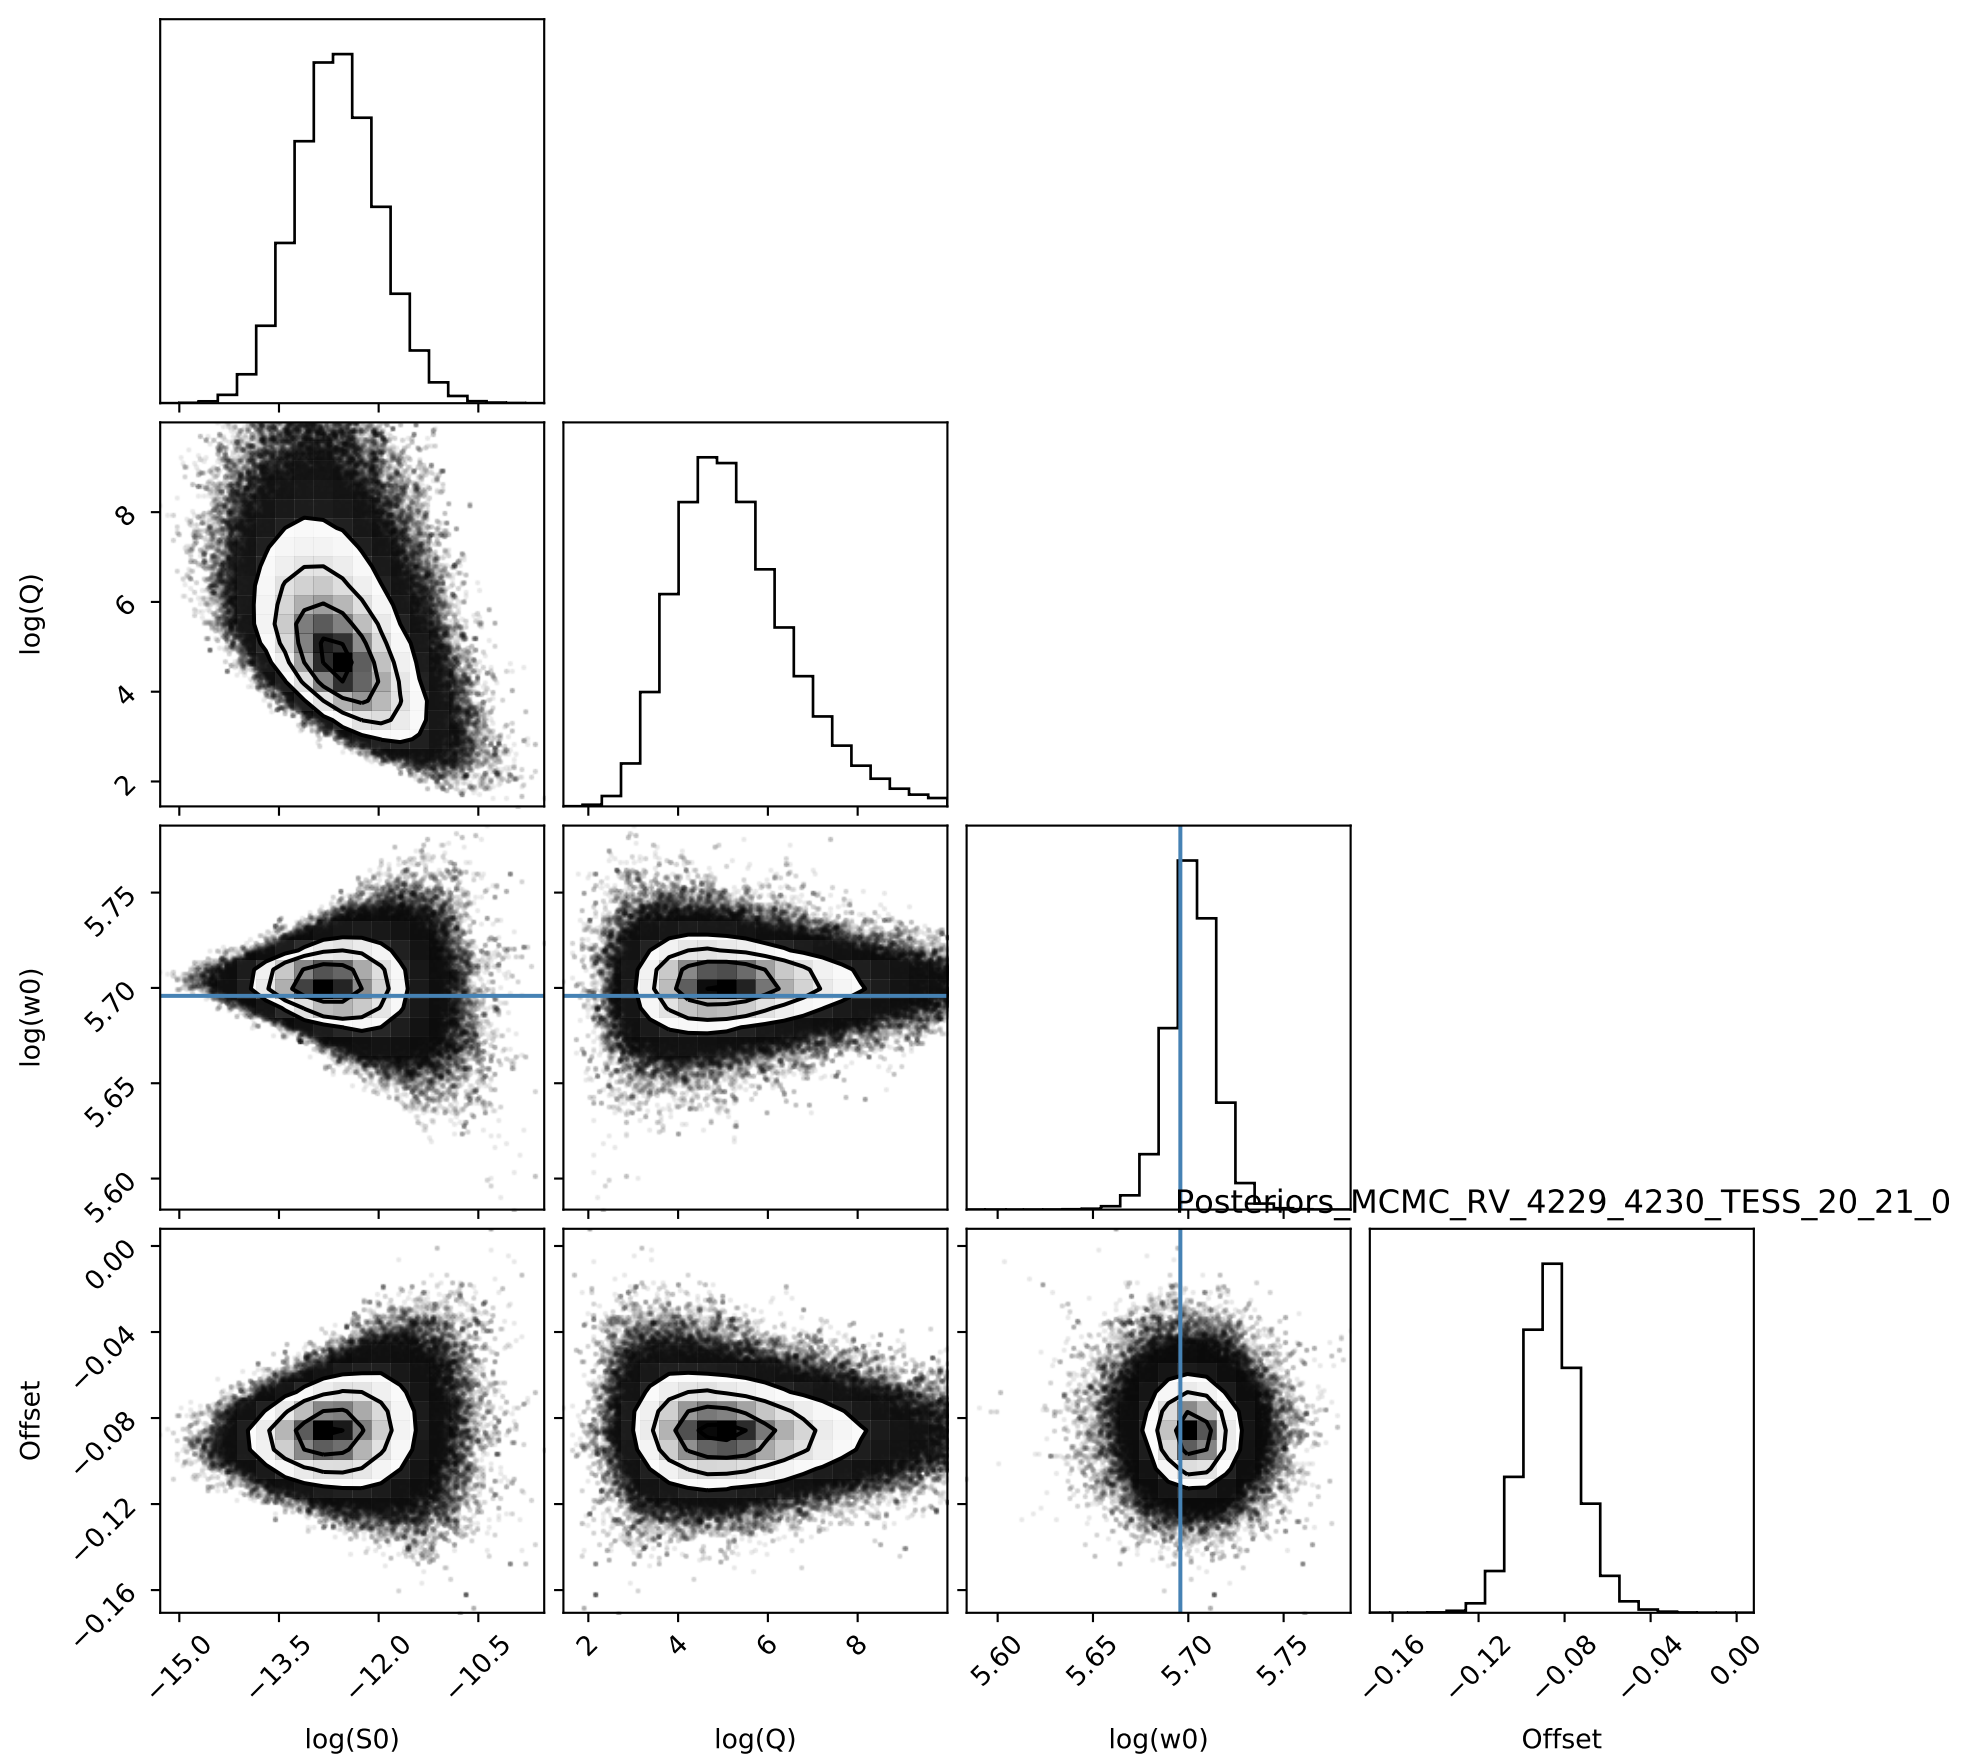 log(Q)
8
6
4
2
log(w0)
5.75
5.70
5.65
5.60
Posteriors_MCMC_RV_4229_4230_TESS_20_21_0
Offset
0.00
−0.04
−0.08
−0.12
−0.16
−15.0 −13.5 −12.0 −10.5
2 4 6 8
5.60 5.65 5.70 5.75
−0.16 −0.12 −0.08 −0.04 0.00
log(S0) log(Q) log(w0) Offset